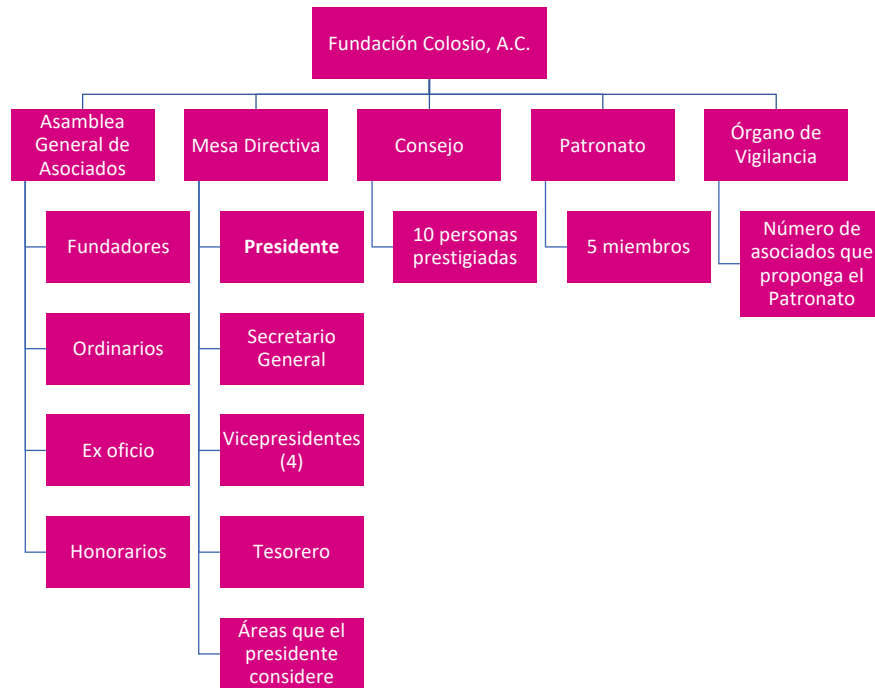 Fundación Colosio, A.C.
Asamblea
General de
Asociados
Mesa Directiva
Consejo
Patronato
Órgano de
Vigilancia
Fundadores
Ordinarios
Ex oficio
Honorarios
Presidente
Secretario
General
Vicepresidentes
(4)
Tesorero
Áreas que el
presidente
considere
10 personas
prestigiadas
5 miembros
Número de
asociados que
proponga el
Patronato